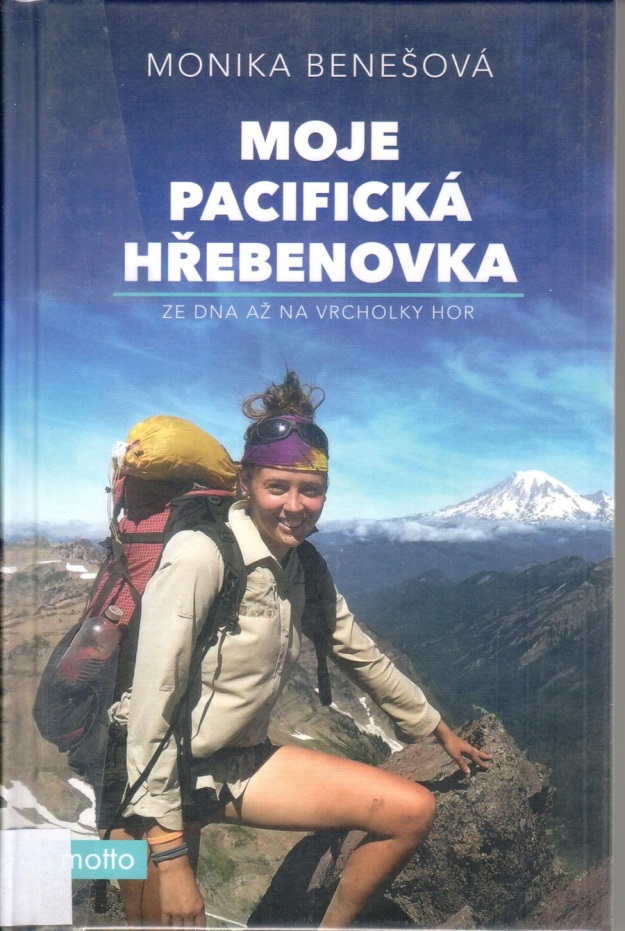 MONIKA BENEŠOVÁ
MOJE
PACIFICKÁ
HŘEBENOVKA
ZE DNA AŽ NA VRCHOLKY HOR
motto